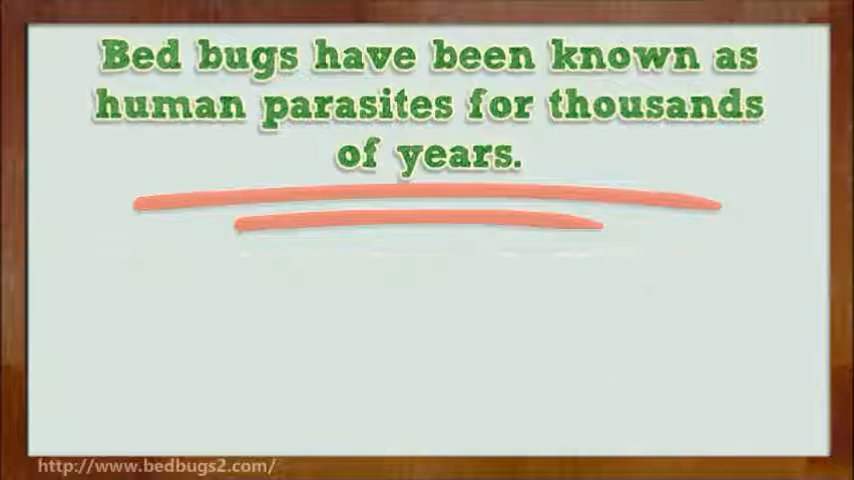 Bed bugs have been known as
human parasites for thousands
of years.
http://www.bedbugs2.com/